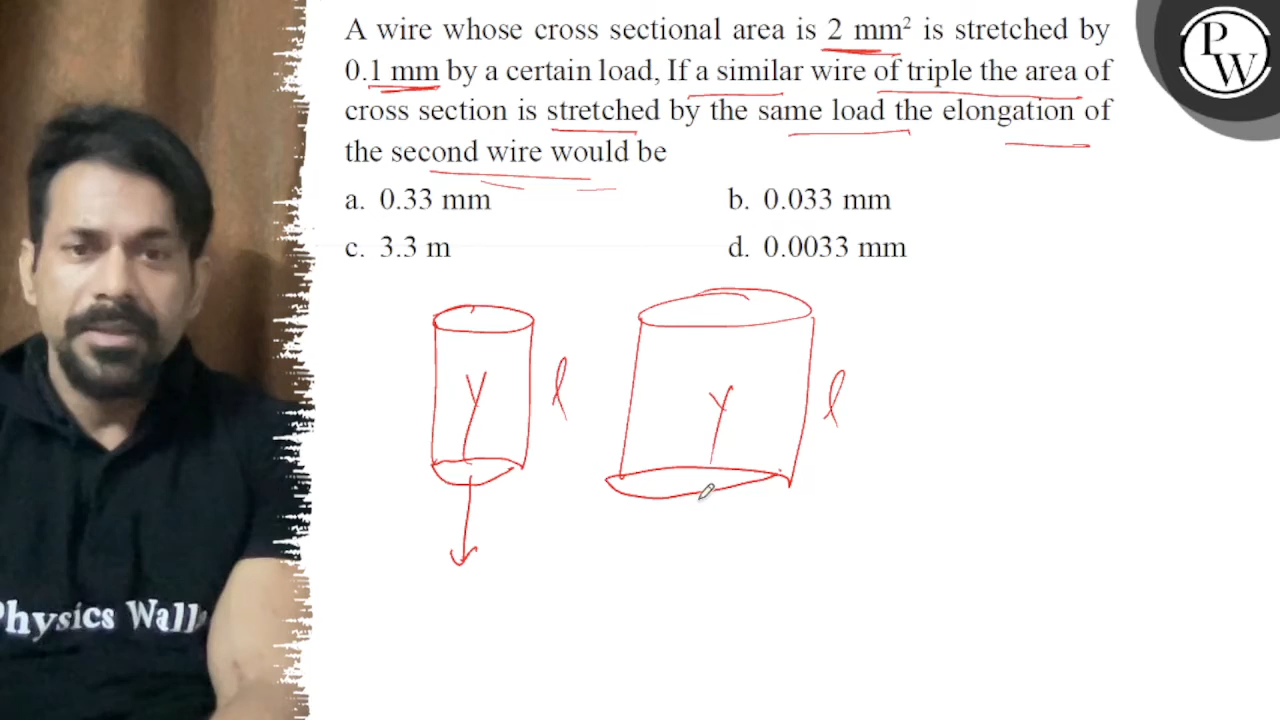 A wire whose cross sectional area is 2 mm² is stretched by
0.1 mm by a certain load, If a similar wire of triple the area of
cross section is stretched by the same load the elongation of
the second wire would be
a. 0.33 mm b. 0.033 mm
c. 3.3 m d. 0.0033 mm
P
W
Y l Y l
Physics Wall